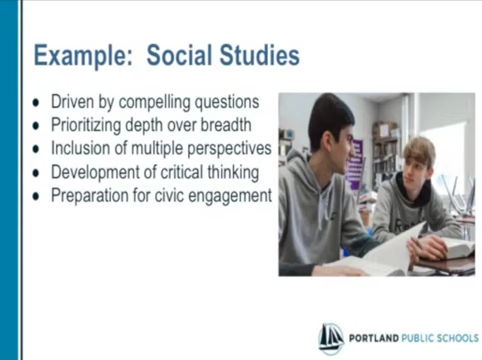 Example: Social Studies
● Driven by compelling questions
● Prioritizing depth over breadth
● Inclusion of multiple perspectives
● Development of critical thinking
● Preparation for civic engagement
PORTLAND PUBLIC SCHOOLS